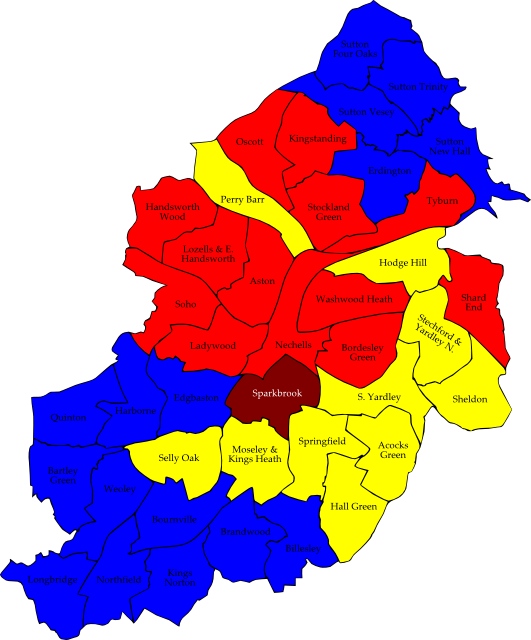 Sutton
Four Oaks
Sutton Trinity
Sutton Vesey
Sutton
New Hall
Oscott
Kingstanding
Erdington
Perry Barr
Tyburn
Handsworth
Wood
Stockland
Green
Lozells & E.
Handsworth
Hodge Hill
Aston
Soho
Washwood Heath
Shard
End
Stechford &
Yardley N.
Ladywood
Nechells
Bordesley
Green
Sparkbrook
Edgbaston
S. Yardley
Sheldon
Harborne
Quinton
Springfield
Acocks
Green
Moseley &
Kings Heath
Selly Oak
Bartley
Green
Weoley
Hall Green
Bournville
Brandwood
Billesley
Longbridge
Northfield
Kings
Norton